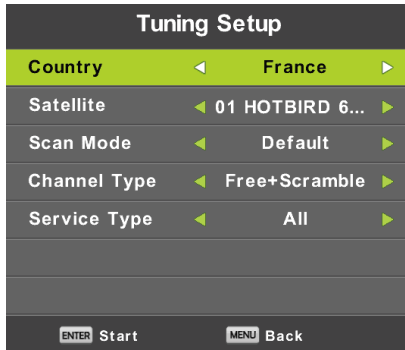 Tuning Setup
Country France
Satellite 01 HOTBIRD 6...
Scan Mode Default
Channel Type Free+Scramble
Service Type All
ENTER Start MENU Back